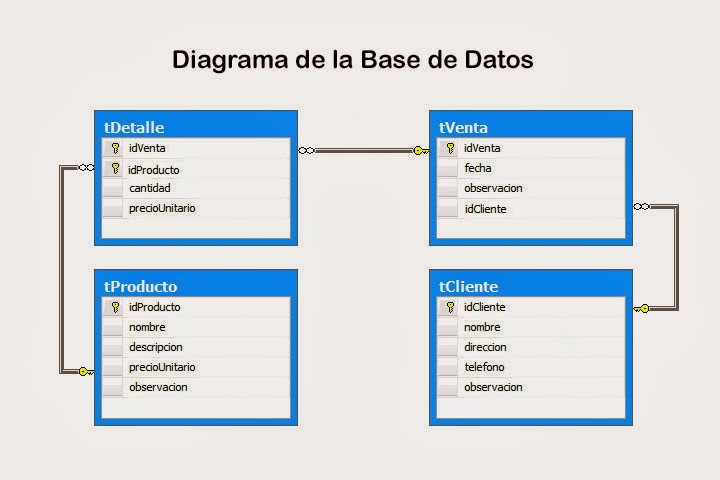 Diagrama de la Base de Datos
tDetalle
idVenta
idProducto
cantidad
precioUnitario
tVenta
idVenta
fecha
observacion
idCliente
tProducto
idProducto
nombre
descripcion
precioUnitario
observacion
tCliente
idCliente
nombre
direccion
telefono
observacion